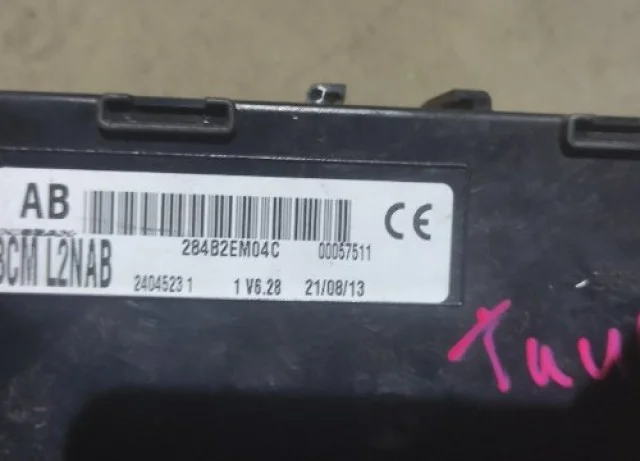 AB
284B2EM04C 00057511
BCM L2NAB
24045231 1 V6.28 21/08/13
CE